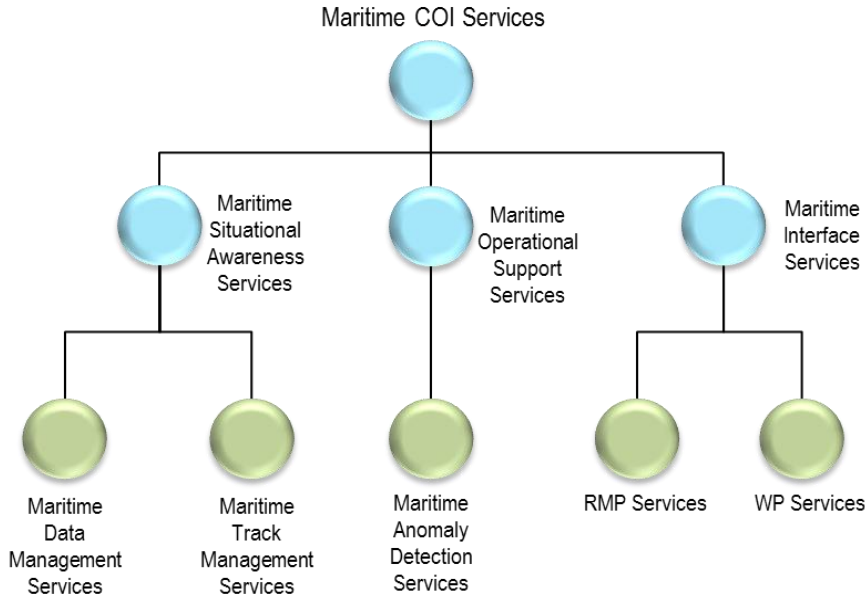 Maritime COI Services
Maritime
Situational
Awareness
Services
Maritime
Operational
Support
Services
Maritime
Interface
Services
Maritime
Data
Management
Services
Maritime
Track
Management
Services
Maritime
Anomaly
Detection
Services
RMP Services
WP Services